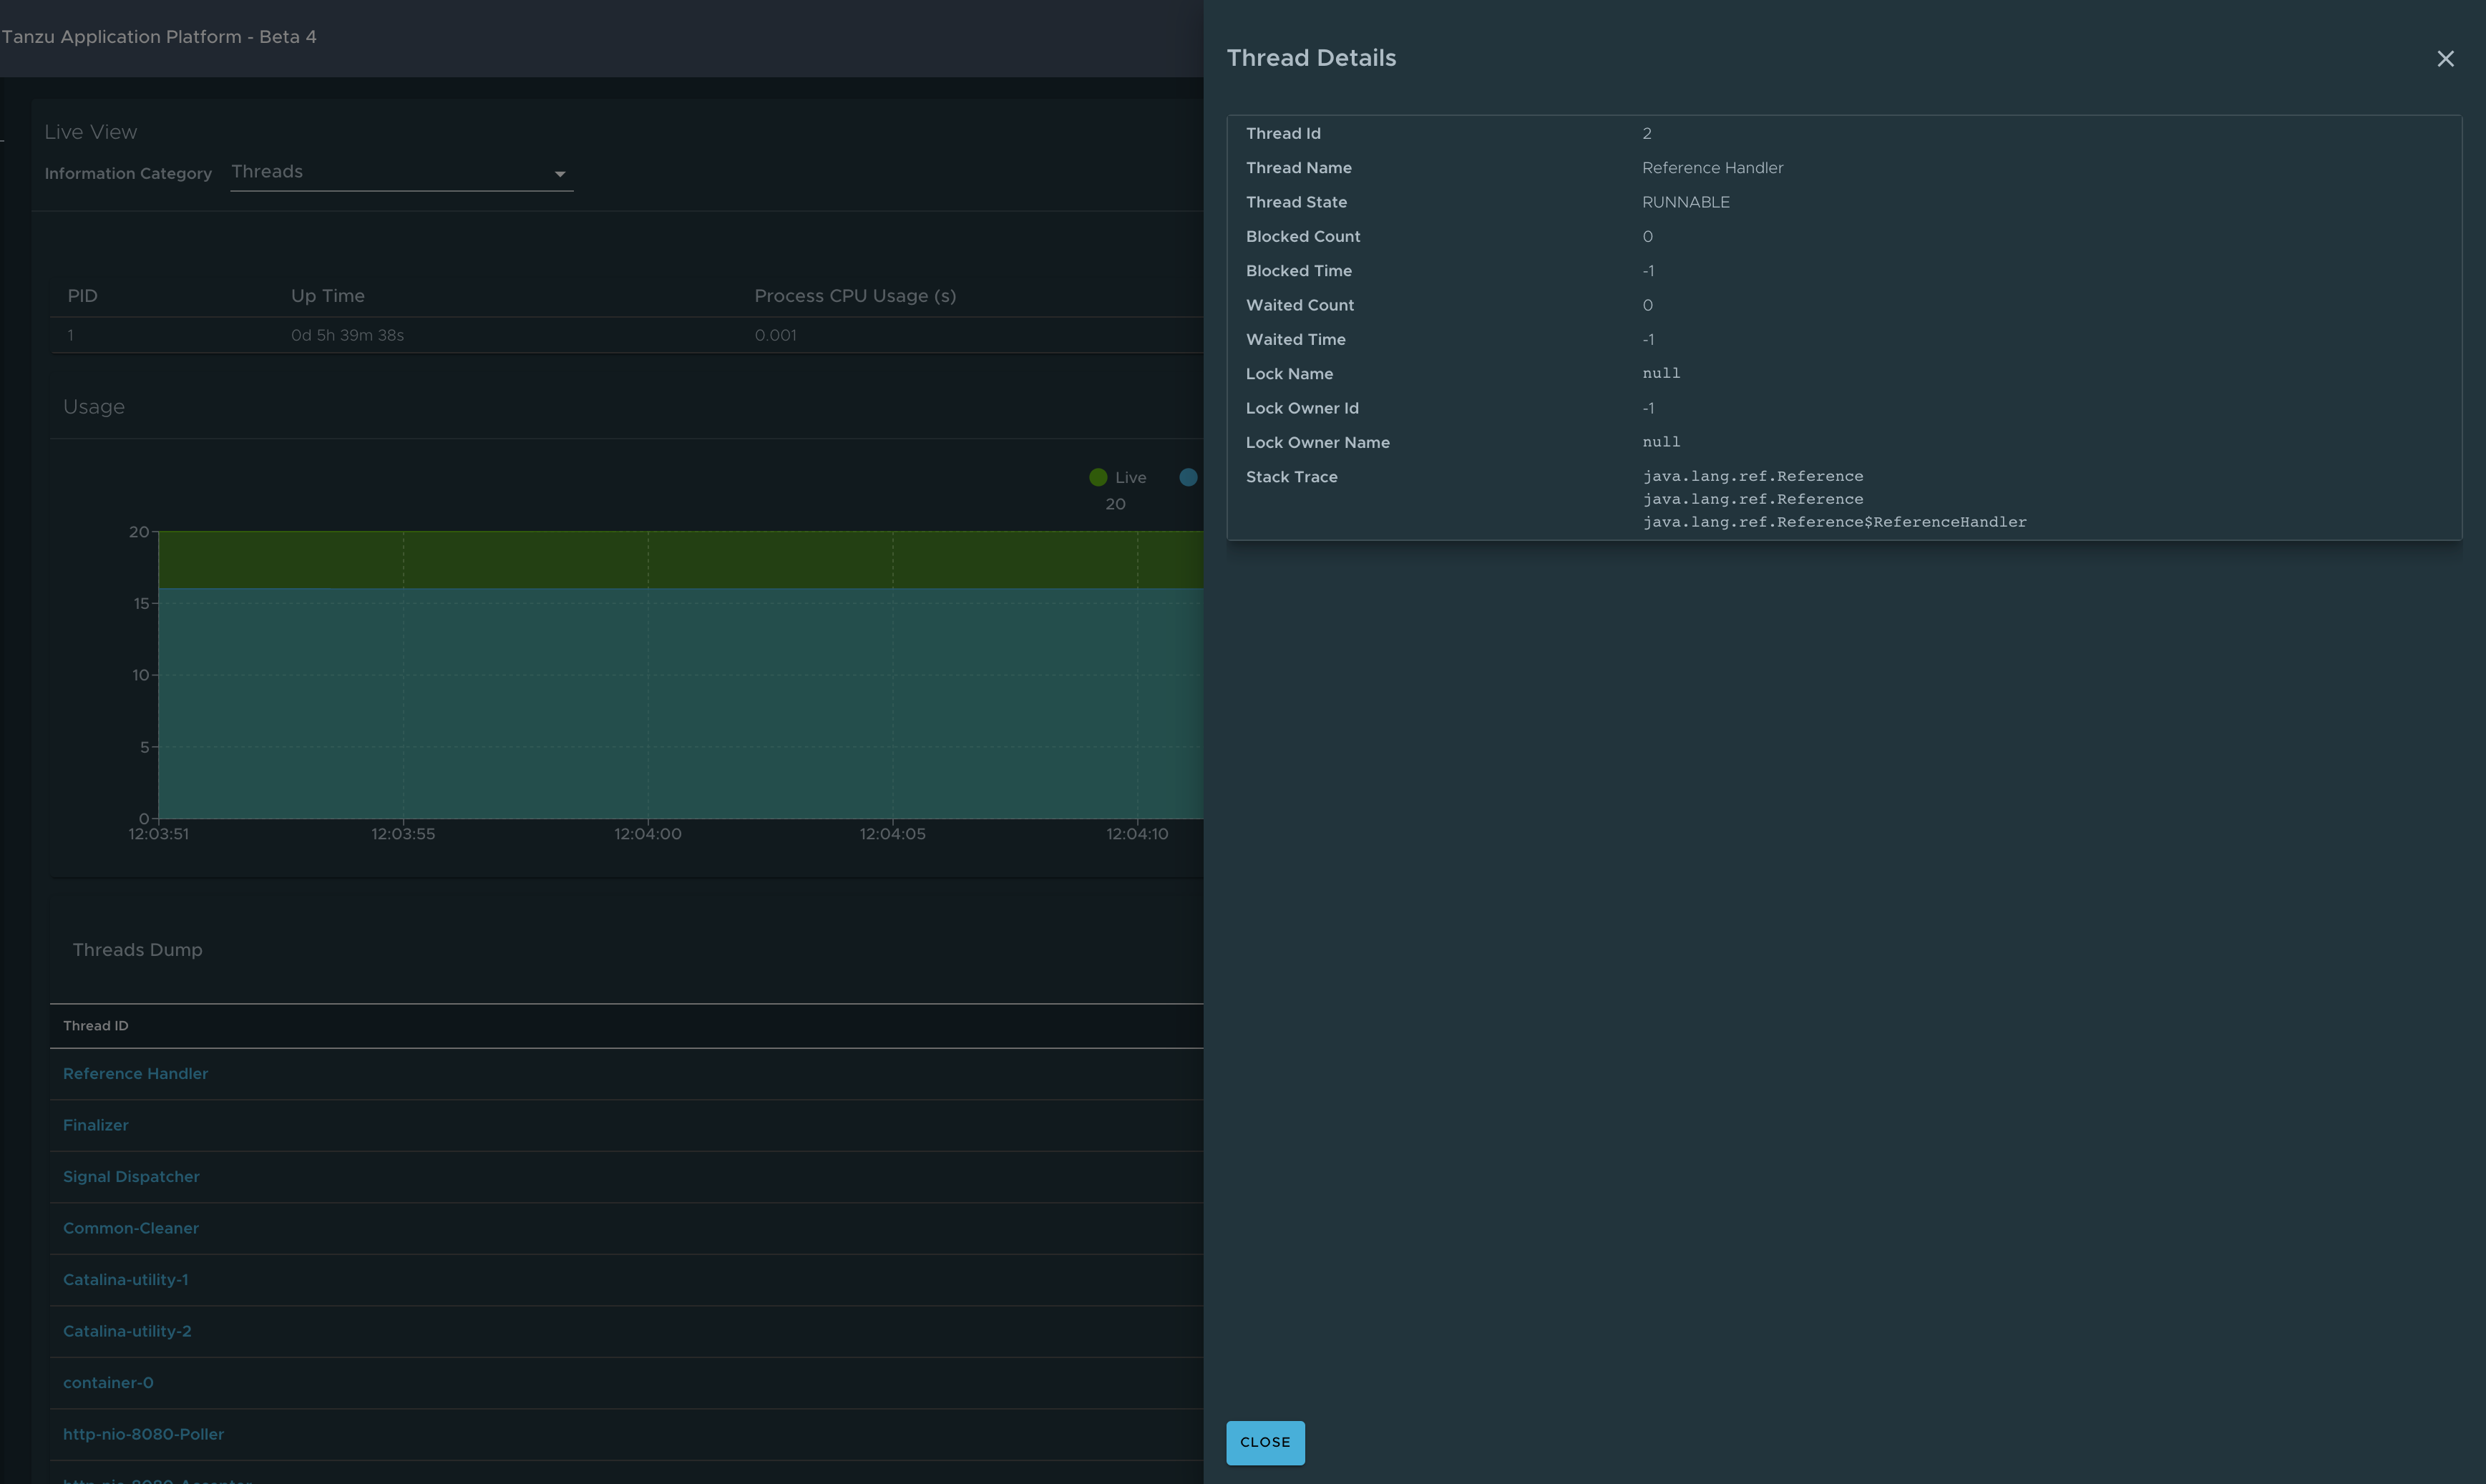 Tanzu Application Platform - Beta 4
Live View
Information Category Threads
PID Up Time Process CPU Usage (s)
1 0d 5h 39m 38s 0.001
Usage
Live
20
20
15
10
5
0
12:03:51 12:03:55 12:04:00 12:04:05 12:04:10
Threads Dump
Thread ID
Reference Handler
Finalizer
Signal Dispatcher
Common-Cleaner
Catalina-utility-1
Catalina-utility-2
container-0
http-nio-8080-Poller
http-nio-8080-Acceptor
Thread Details
Thread Id 2
Thread Name Reference Handler
Thread State RUNNABLE
Blocked Count 0
Blocked Time -1
Waited Count 0
Waited Time -1
Lock Name null
Lock Owner Id -1
Lock Owner Name null
Stack Trace java.lang.ref.Reference
java.lang.ref.Reference
java.lang.ref.Reference$ReferenceHandler
CLOSE